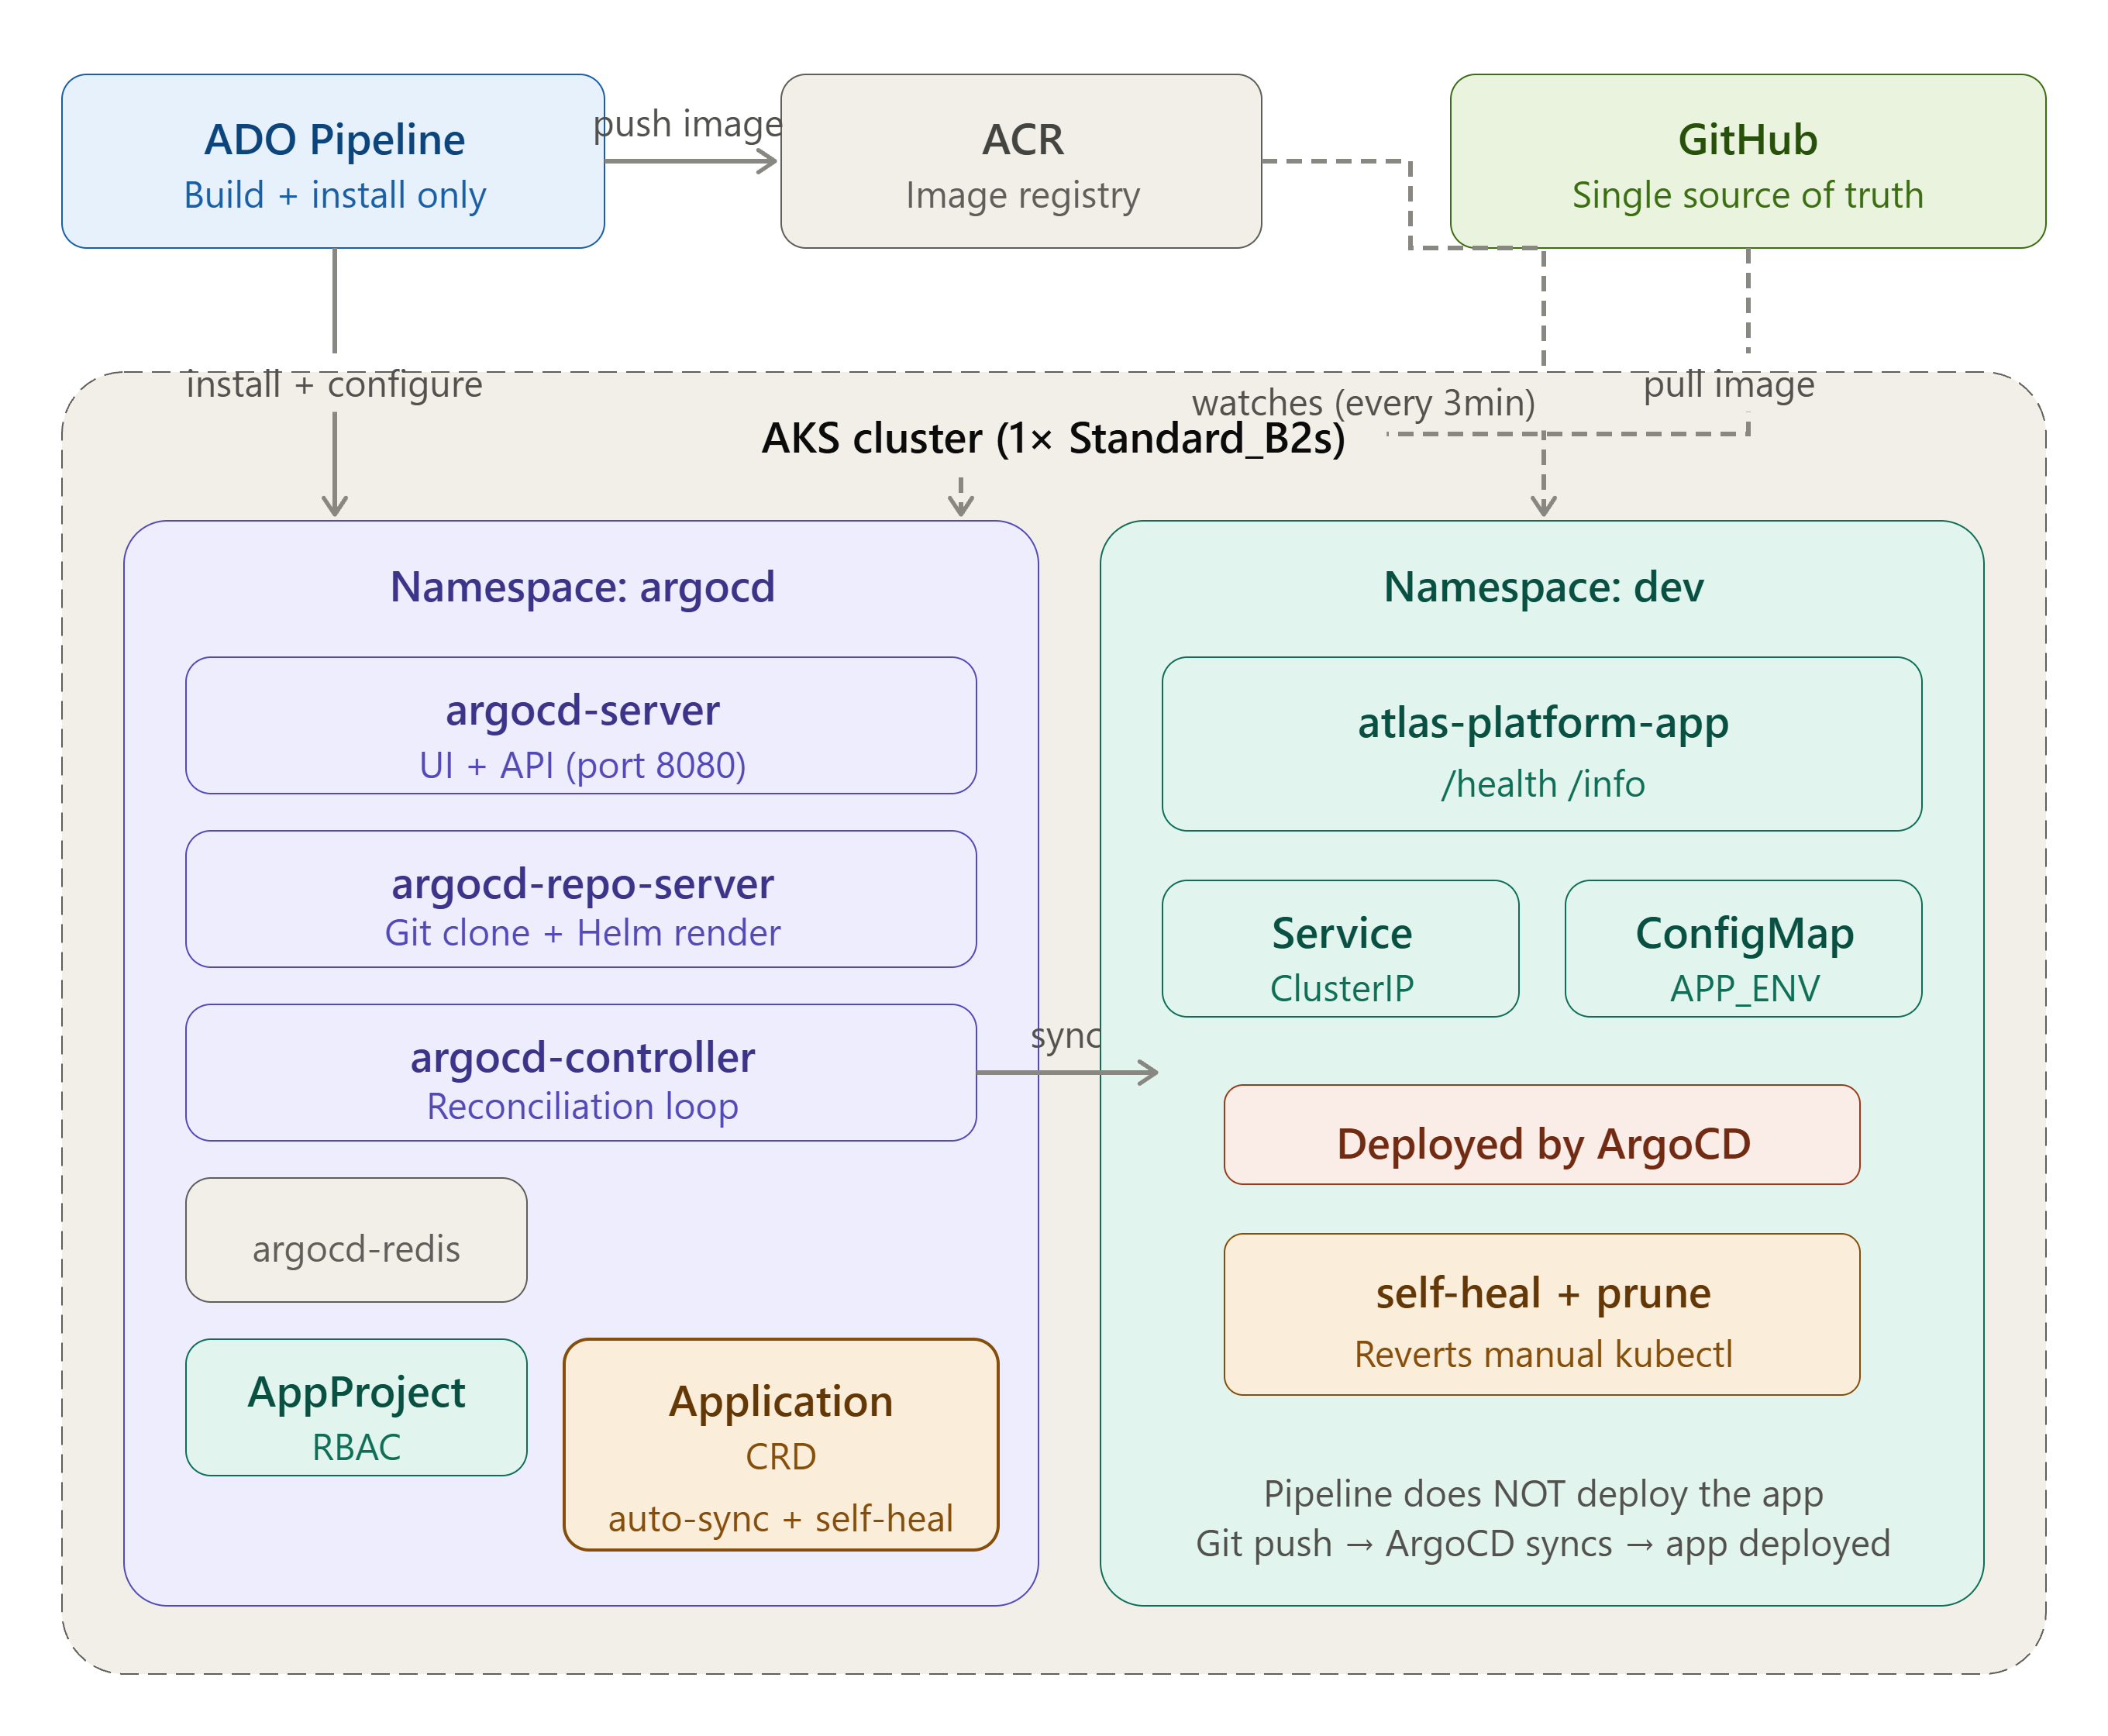 ADO Pipeline
Build + install only
push image
ACR
Image registry
GitHub
Single source of truth
install + configure
watches (every 3min)
pull image
AKS cluster (1× Standard_B2s)
Namespace: argocd
argocd-server
UI + API (port 8080)
argocd-repo-server
Git clone + Helm render
argocd-controller
Reconciliation loop
argocd-redis
AppProject
RBAC
Application
CRD
auto-sync + self-heal
sync
Namespace: dev
atlas-platform-app
/health /info
Service
ClusterIP
ConfigMap
APP_ENV
Deployed by ArgoCD
self-heal + prune
Reverts manual kubectl
Pipeline does NOT deploy the app
Git push → ArgoCD syncs → app deployed